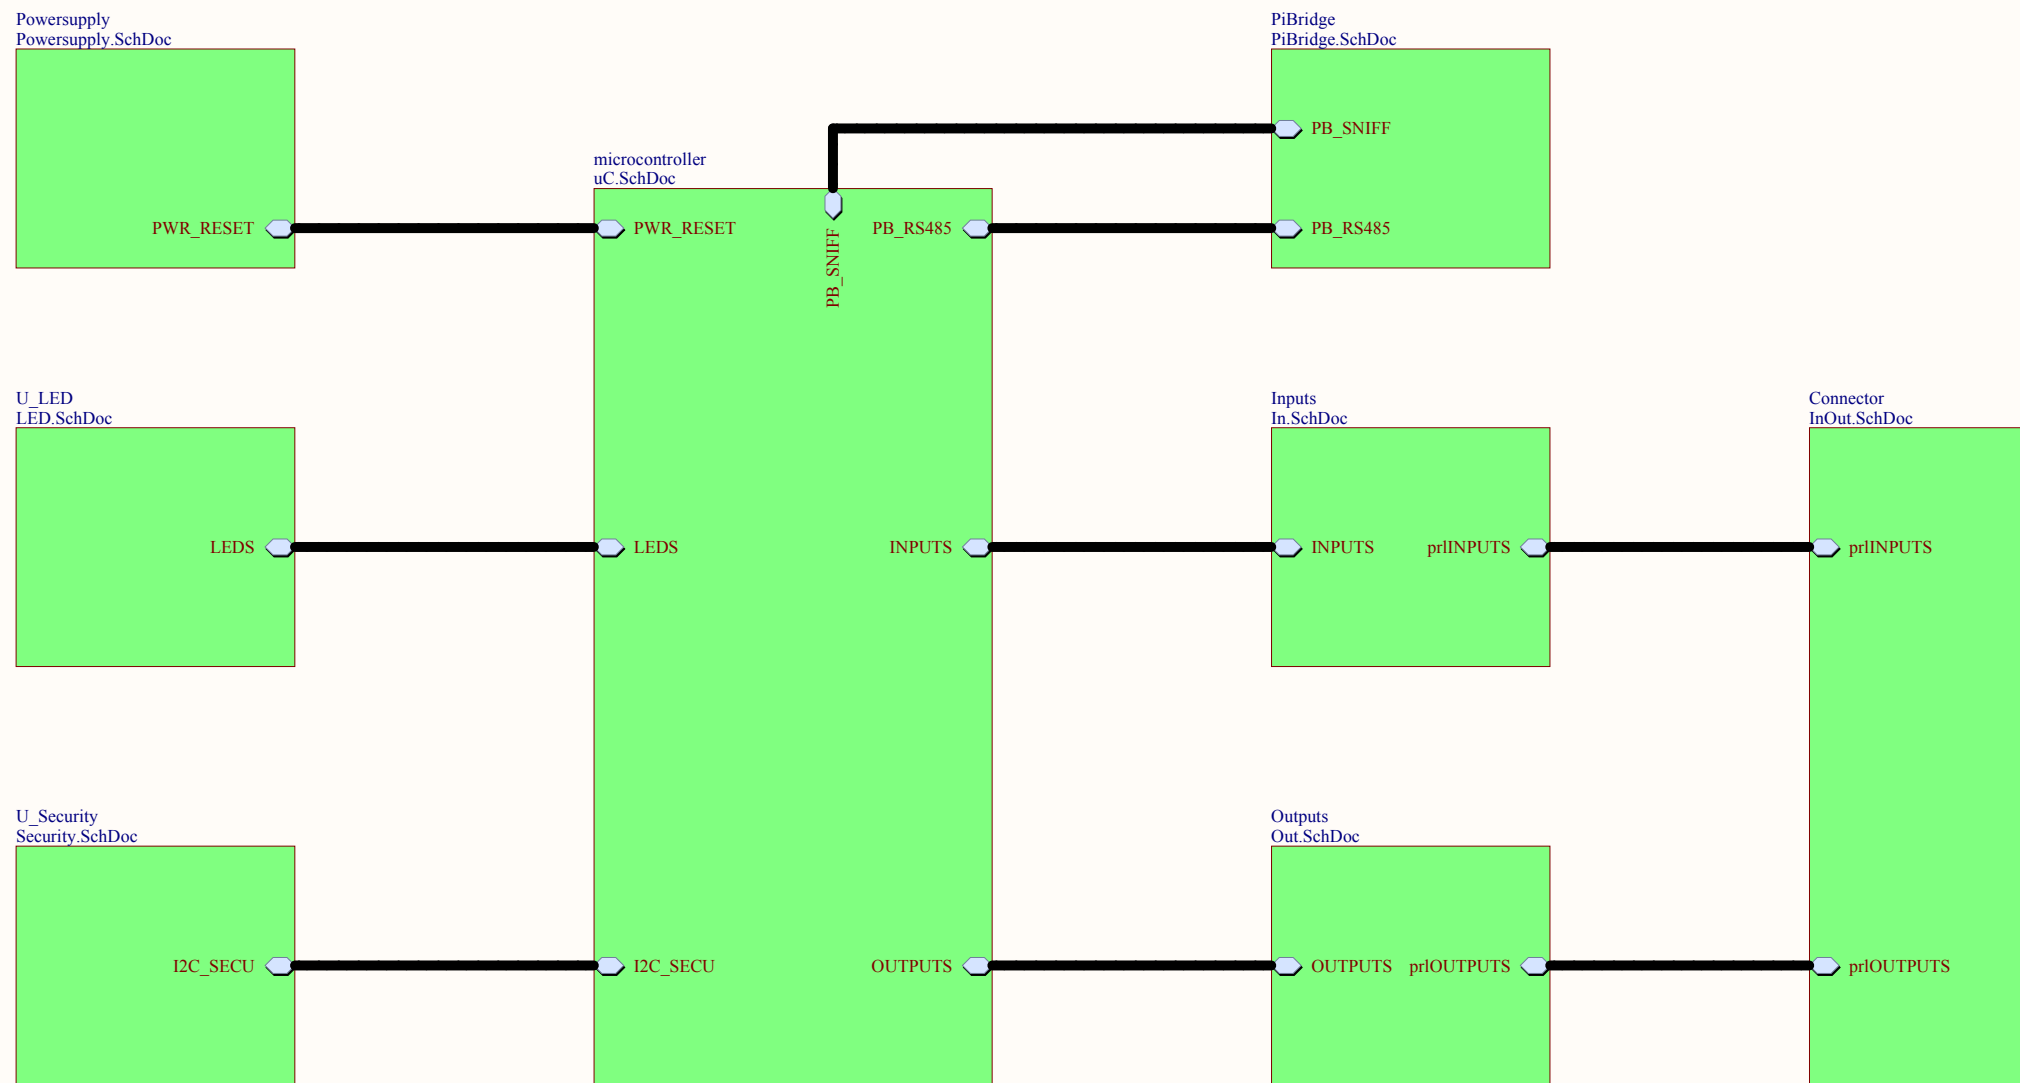 Powersupply
Powersupply.SchDoc
PWR_RESET
microcontroller
uC.SchDoc
PWR_RESET
PB_SNIFF
PB_RS485
PiBridge
PiBridge.SchDoc
PB_SNIFF
PB_RS485
U_LED
LED.SchDoc
LEDS
LEDS
INPUTS
Inputs
In.SchDoc
INPUTS
prlINPUTS
Connector
InOut.SchDoc
prlINPUTS
U_Security
Security.SchDoc
I2C_SECU
I2C_SECU
OUTPUTS
Outputs
Out.SchDoc
OUTPUTS
prlOUTPUTS
prlOUTPUTS